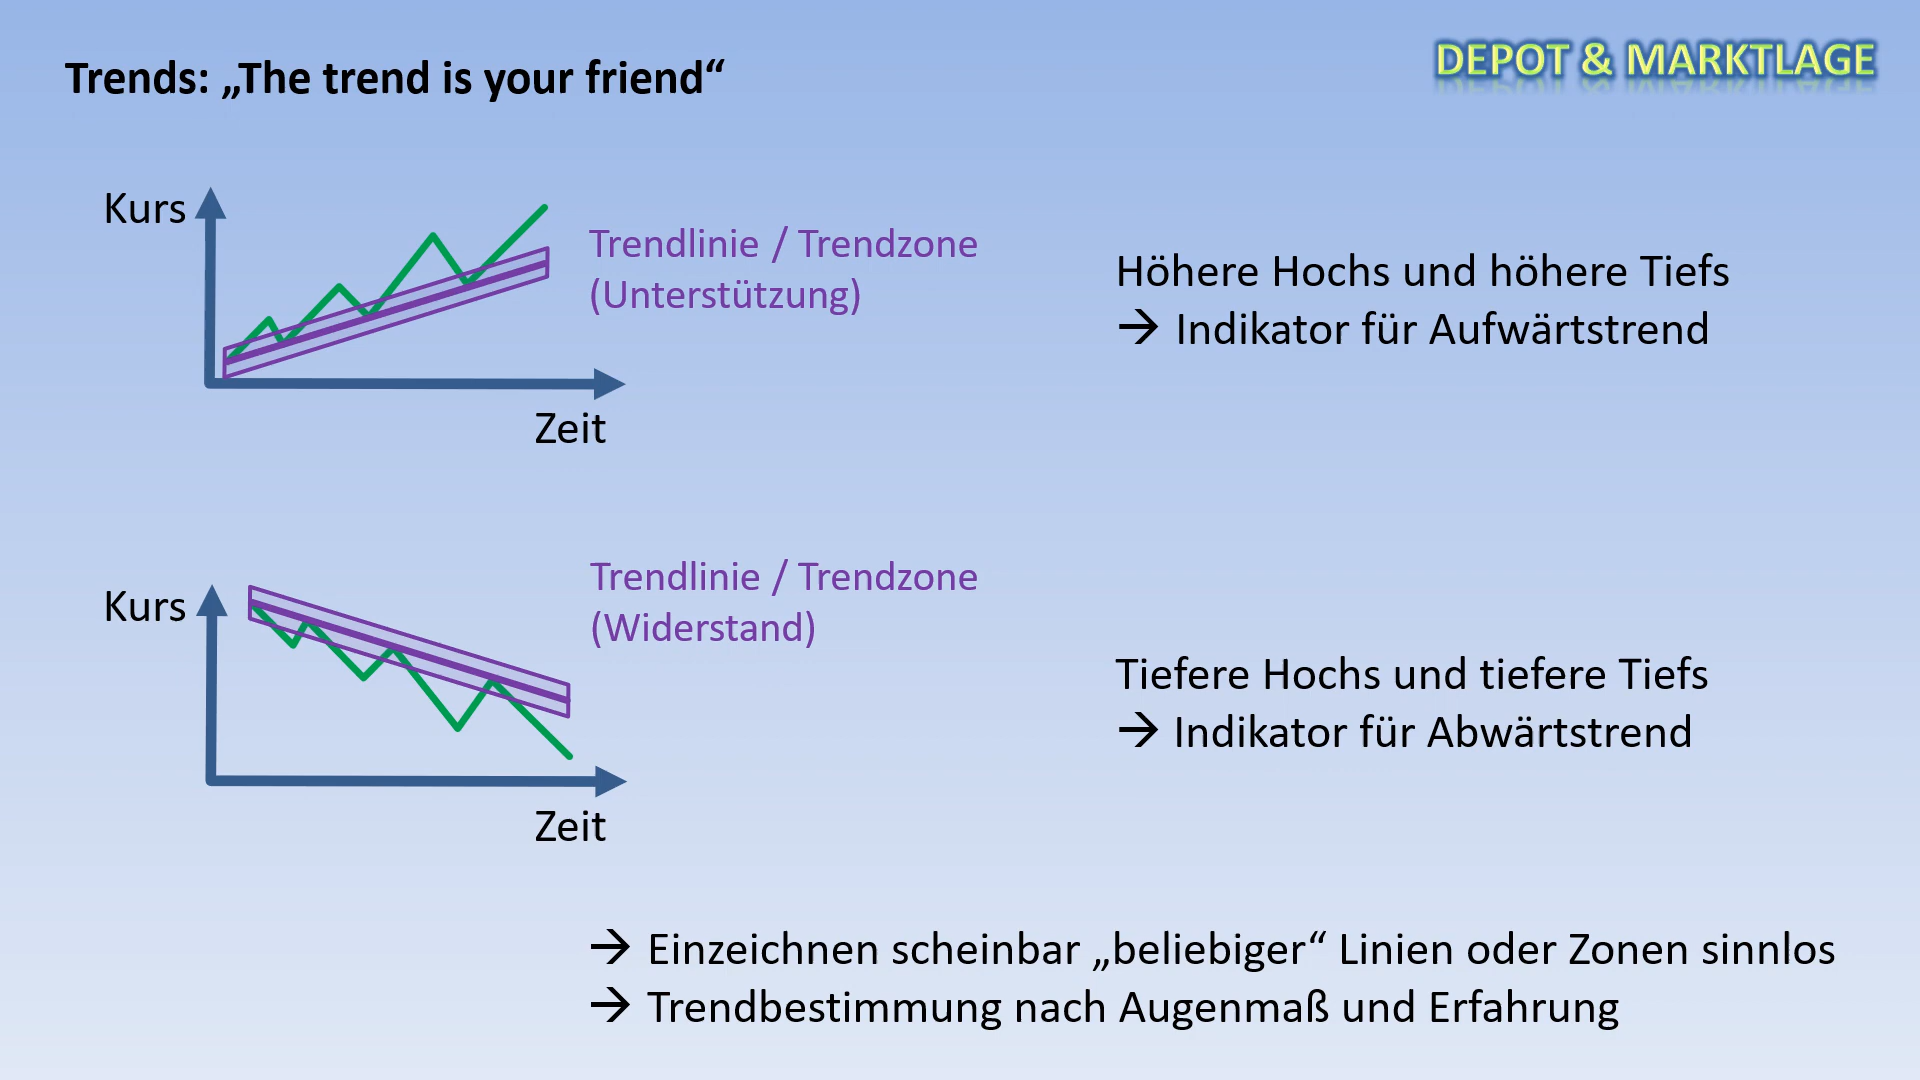 Trends: „The trend is your friend“
DEPOT & MARKTLAGE
Kurs
Trendlinie / Trendzone
(Unterstützung)
Zeit
Höhere Hochs und höhere Tiefs
→ Indikator für Aufwärtstrend
Kurs
Trendlinie / Trendzone
(Widerstand)
Zeit
Tiefere Hochs und tiefere Tiefs
→ Indikator für Abwärtstrend
→ Einzeichnen scheinbar „beliebiger“ Linien oder Zonen sinnlos
→ Trendbestimmung nach Augenmaß und Erfahrung